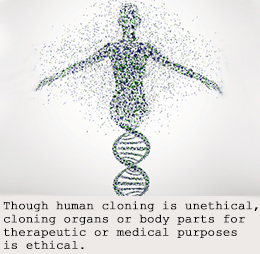 Though human cloning is unethical,
cloning organs or body parts for
therapeutic or medical purposes
is ethical.